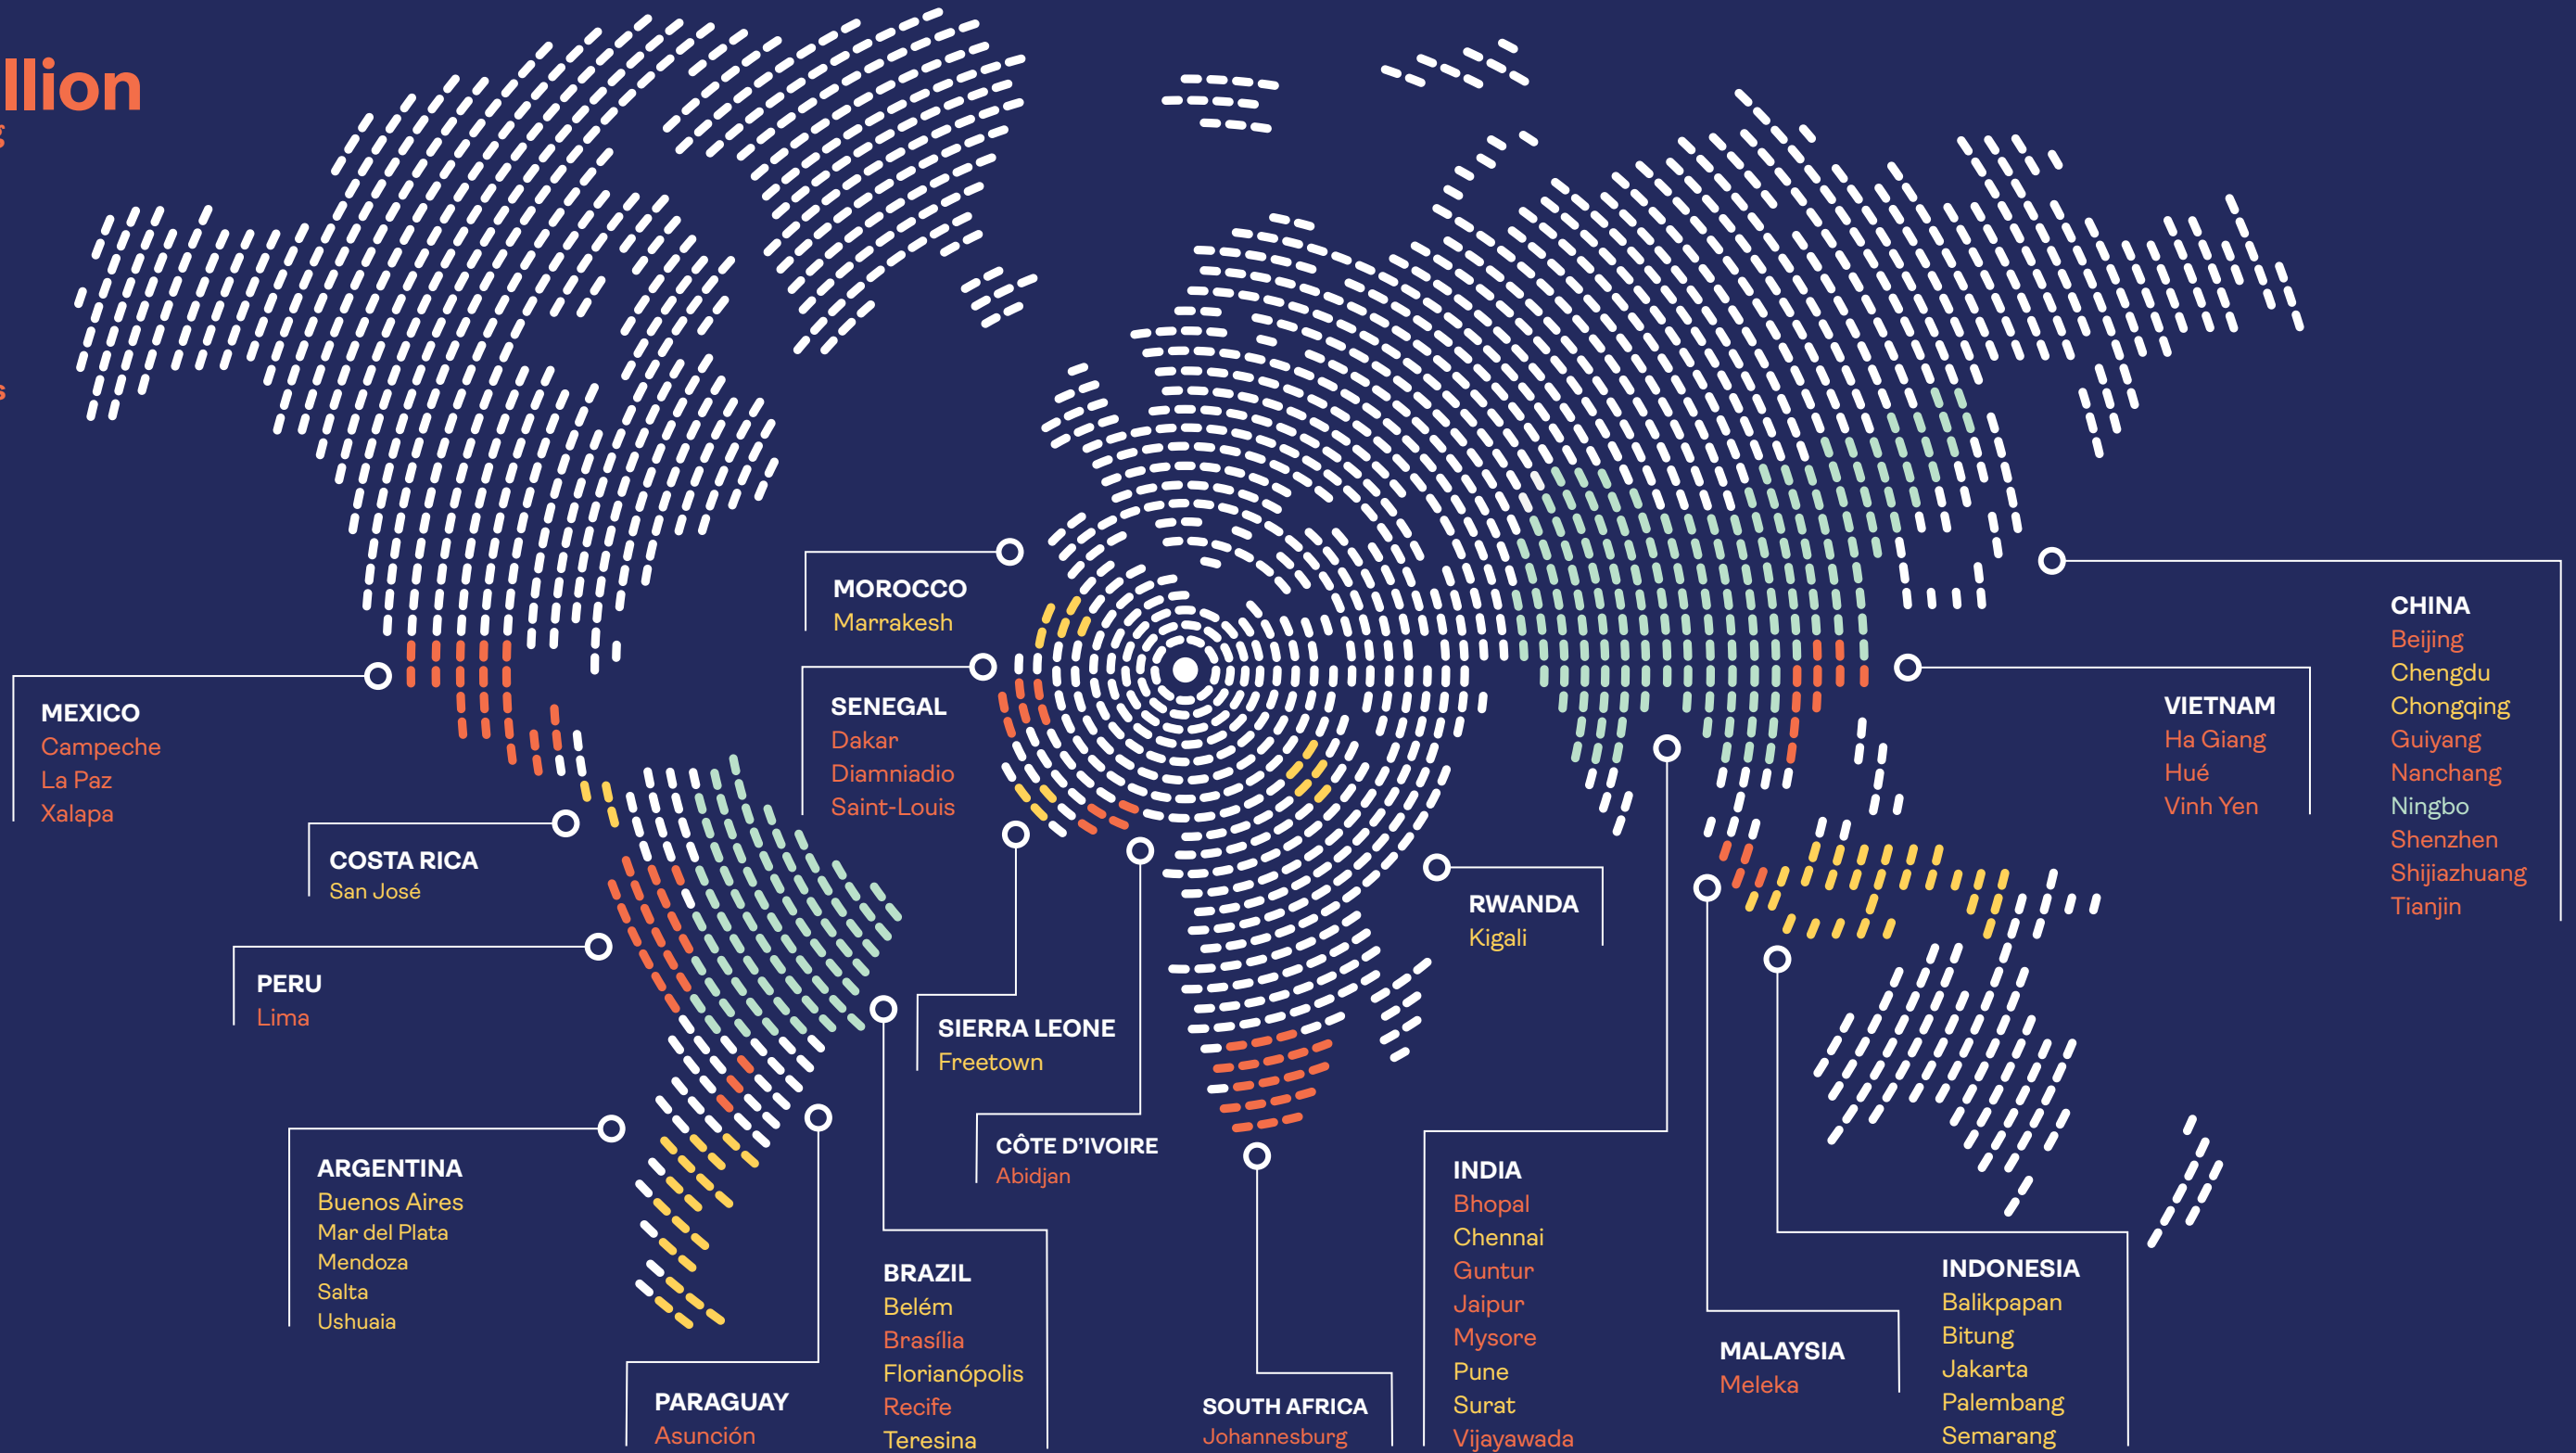 llion
g
s
MOROCCO
Marrakesh
SENEGAL
Dakar
Diamniadio
Saint-Louis
MEXICO
Campeche
La Paz
Xalapa
COSTA RICA
San José
PERU
Lima
ARGENTINA
Buenos Aires
Mar del Plata
Mendoza
Salta
Ushuaia
PARAGUAY
Asunción
BRAZIL
Belém
Brasília
Florianópolis
Recife
Teresina
SIERRA LEONE
Freetown
CÔTE D’IVOIRE
Abidjan
SOUTH AFRICA
Johannesburg
RWANDA
Kigali
INDIA
Bhopal
Chennai
Guntur
Jaipur
Mysore
Pune
Surat
Vijayawada
MALAYSIA
Meleka
INDONESIA
Balikpapan
Bitung
Jakarta
Palembang
Semarang
VIETNAM
Ha Giang
Hué
Vinh Yen
CHINA
Beijing
Chengdu
Chongqing
Guiyang
Nanchang
Ningbo
Shenzhen
Shijiazhuang
Tianjin